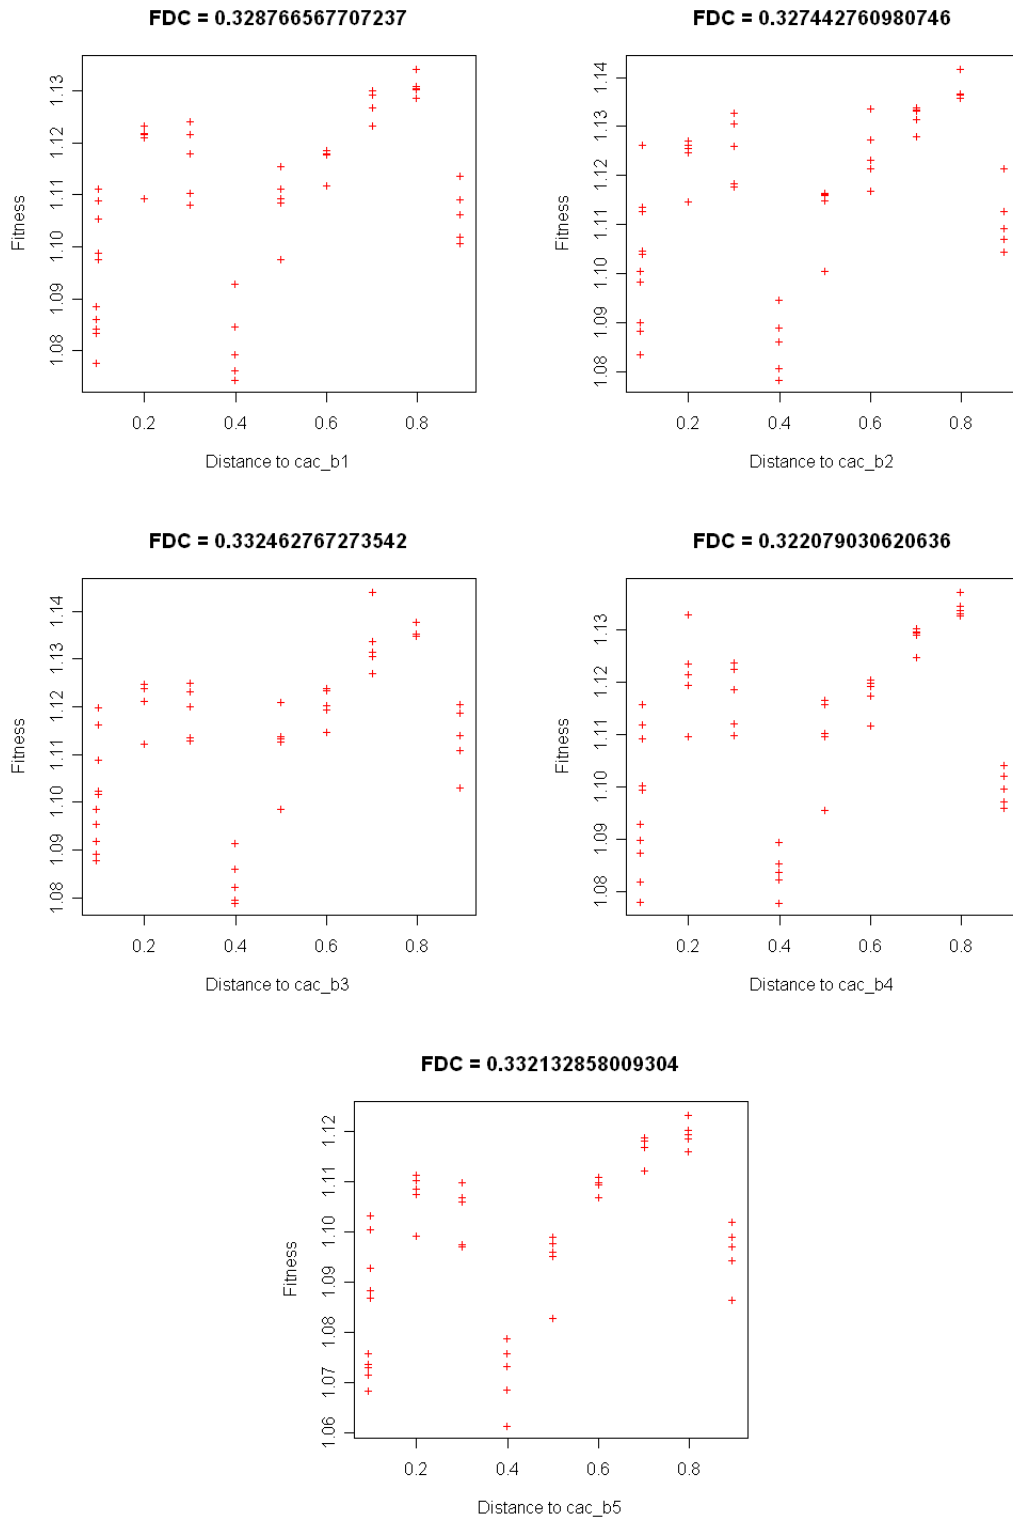 FDC = 0.328766567707237
Fitness
1.13
1.12
1.11
1.10
1.09
1.08
0.2 0.4 0.6 0.8
Distance to cac_b1
FDC = 0.327442760980746
Fitness
1.14
1.13
1.12
1.11
1.10
1.09
1.08
0.2 0.4 0.6 0.8
Distance to cac_b2
FDC = 0.332462767273542
Fitness
1.14
1.13
1.12
1.11
1.10
1.09
1.08
0.2 0.4 0.6 0.8
Distance to cac_b3
FDC = 0.322079030620636
Fitness
1.13
1.12
1.11
1.10
1.09
1.08
0.2 0.4 0.6 0.8
Distance to cac_b4
FDC = 0.332132858009304
Fitness
1.12
1.11
1.10
1.09
1.08
1.07
1.06
0.2 0.4 0.6 0.8
Distance to cac_b5